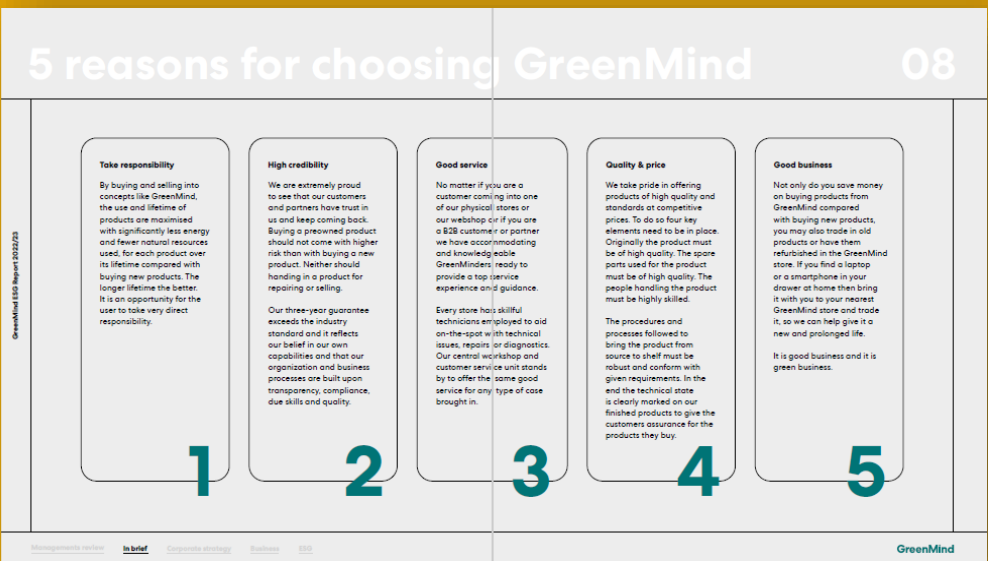 5 reasons for choosing GreenMind
08
GreenMind ESG Report 2022/23
Take responsibility
By buying and selling into
concepts like GreenMind,
the use and lifetime of
products are maximised
with significantly less energy
and fewer natural resources
used, for each product over
its lifetime compared with
buying new products. The
longer lifetime the better.
It is an opportunity for the
user to take very direct
responsibility.
1
High credibility
We are extremely proud
to see that our customers
and partners have trust in
us and keep coming back.
Buying a preowned product
should not come with higher
risk than with buying a new
product. Neither should
handing in a product for
repairing or selling.
Our three-year guarantee
exceeds the industry
standard and it reflects
our belief in our own
capabilities and that our
organization and business
processes are built upon
transparency, compliance,
due skills and quality.
2
Good service
No matter if you are a
customer coming into one
of our physical stores or
our webshop or if you are
a B2B customer or partner
we have accommodating
and knowledgeable
GreenMinders ready to
provide a top service
experience and guidance.
Every store has skillful
technicians employed to aid
on-the-spot with technical
issues, repairs or diagnostics.
Our central workshop and
customer service unit stands
by to offer the same good
service for any type of case
brought in.
3
Quality & price
We take pride in offering
products of high quality and
standards at competitive
prices. To do so four key
elements need to be in place.
Originally the product must
be of high quality. The spare
parts used for the product
must be of high quality. The
people handling the product
must be highly skilled.
The procedures and
processes followed to
bring the product from
source to shelf must be
robust and conform with
given requirements. In the
end the technical state
is clearly marked on our
finished products to give the
customers assurance for the
products they buy.
4
Good business
Not only do you save money
on buying products from
GreenMind compared
with buying new products,
you may also trade in old
products or have them
refurbished in the GreenMind
store. If you find a laptop
or a smartphone in your
drawer at home then bring
it with you to your nearest
GreenMind store and trade
it, so we can help give it a
new and prolonged life.
It is good business and it is
green business.
5
Managements review In brief Corporate strategy Business ESG
GreenMind